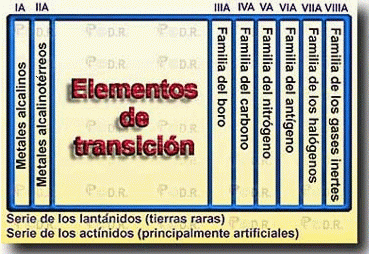 IA IIA IIIA IVA VA VIA VIIA VIIIA
Metales alcalinos
Metales alcalinotérreos
Elementos
de
transición
Familia del boro
Familia del carbono
Familia del nitrógeno
Familia del antígeno
Familia de los halógenos
Familia de los gases inertes
Serie de los lantánidos (tierras raras)
Serie de los actínidos (principalmente artificiales)